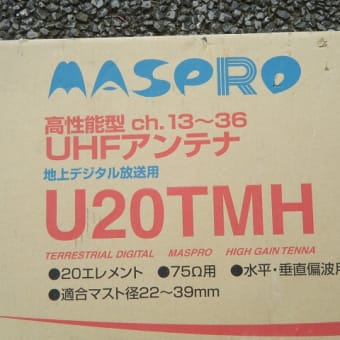 MASPRO
高性能型 ch.13～36
UHFアンテナ
地上デジタル放送用
U20TMH
TERRESTRIAL DIGITAL MASPRO HIGH GAIN TENNA
●20エレメント ●75Ω用 ●水平・垂直偏波用
●適合マスト径22～39mm